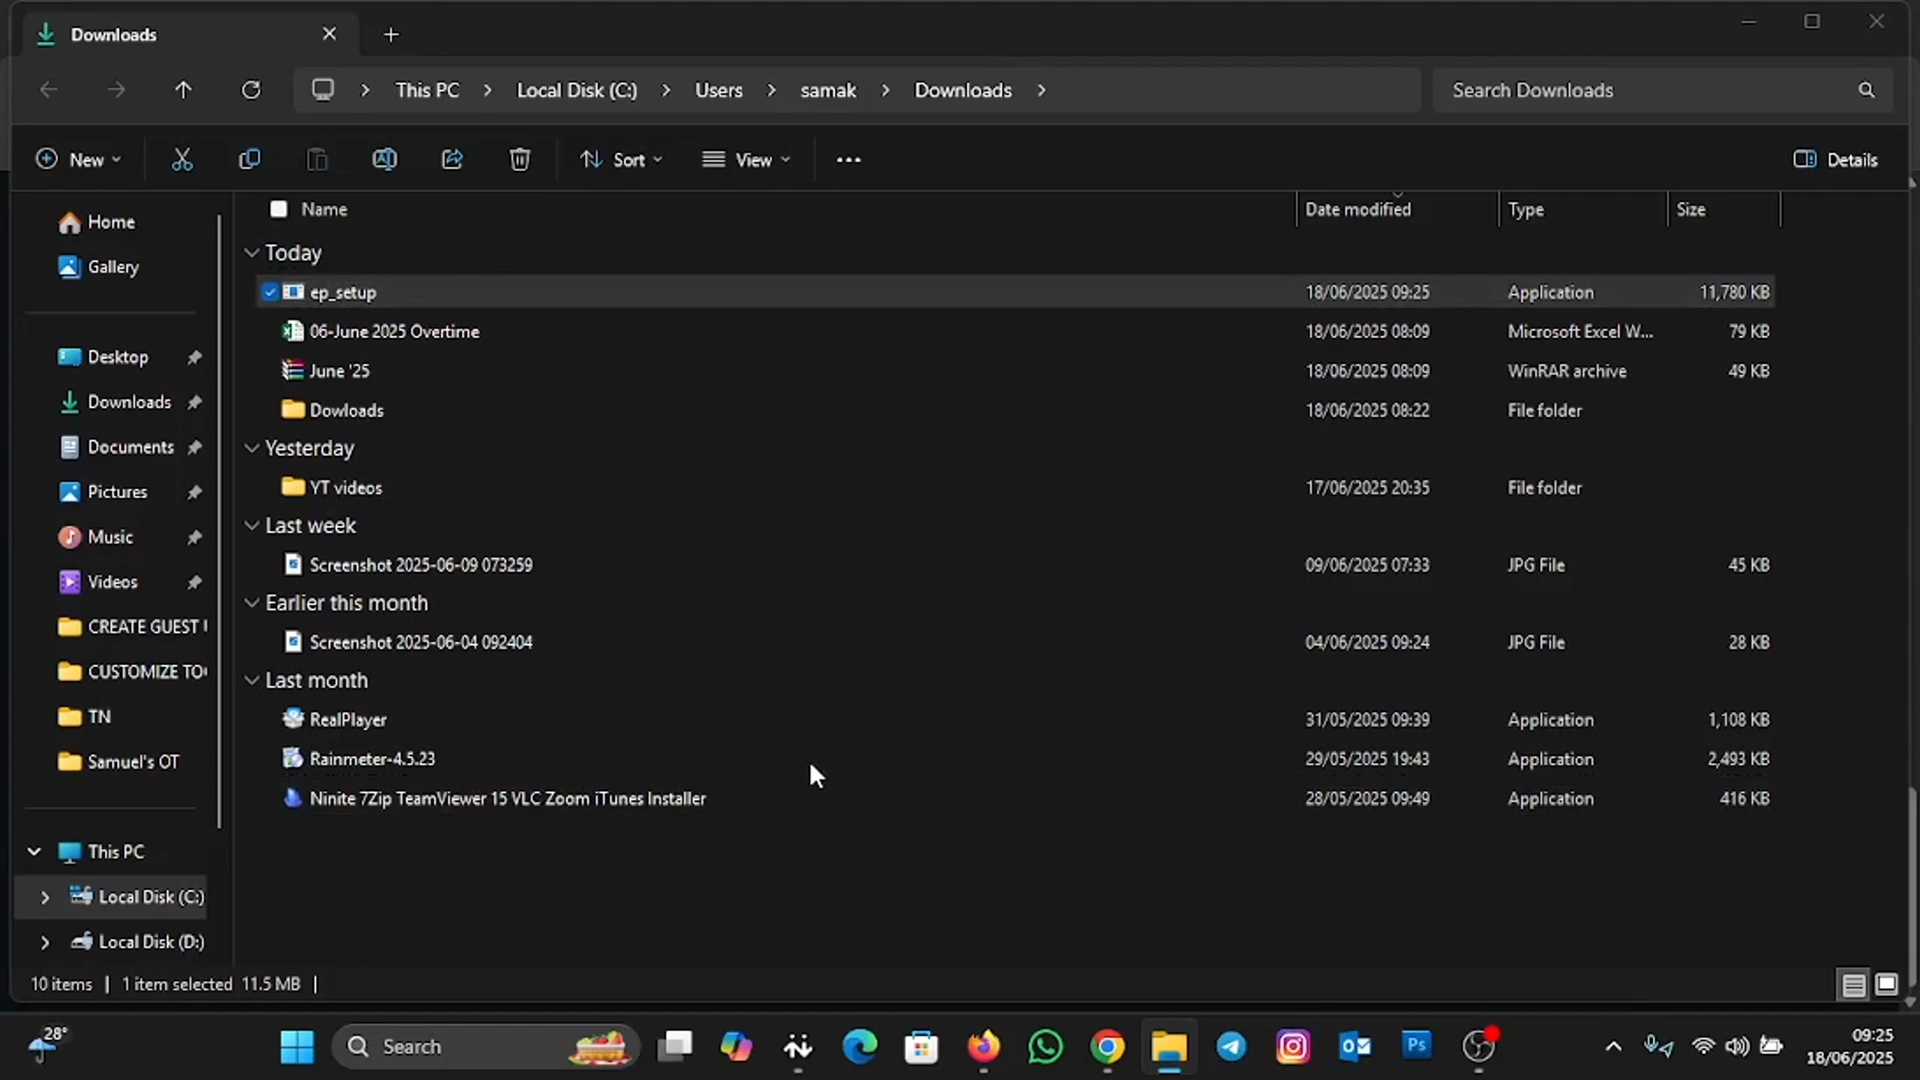 Downloads
This PC > Local Disk (C:) > Users > samak > Downloads >
Search Downloads
New
Sort
View
Details
Name Date modified Type Size
Home
Gallery
Desktop
Downloads
Documents
Pictures
Music
Videos
CREATE GUEST
CUSTOMIZE TO
TN
Samuel's OT
This PC
Local Disk (C:)
Local Disk (D:)
Today
ep_setup 18/06/2025 09:25 Application 11,780 KB
06-June 2025 Overtime 18/06/2025 08:09 Microsoft Excel W... 79 KB
June '25 18/06/2025 08:09 WinRAR archive 49 KB
Dowloads 18/06/2025 08:22 File folder
Yesterday
YT videos 17/06/2025 20:35 File folder
Last week
Screenshot 2025-06-09 073259 09/06/2025 07:33 JPG File 45 KB
Earlier this month
Screenshot 2025-06-04 092404 04/06/2025 09:24 JPG File 28 KB
Last month
RealPlayer 31/05/2025 09:39 Application 1,108 KB
Rainmeter-4.5.23 29/05/2025 19:43 Application 2,493 KB
Ninite 7Zip TeamViewer 15 VLC Zoom iTunes Installer 28/05/2025 09:49 Application 416 KB
10 items | 1 item selected 11.5 MB |
28°
Search
Ps
09:25
18/06/2025